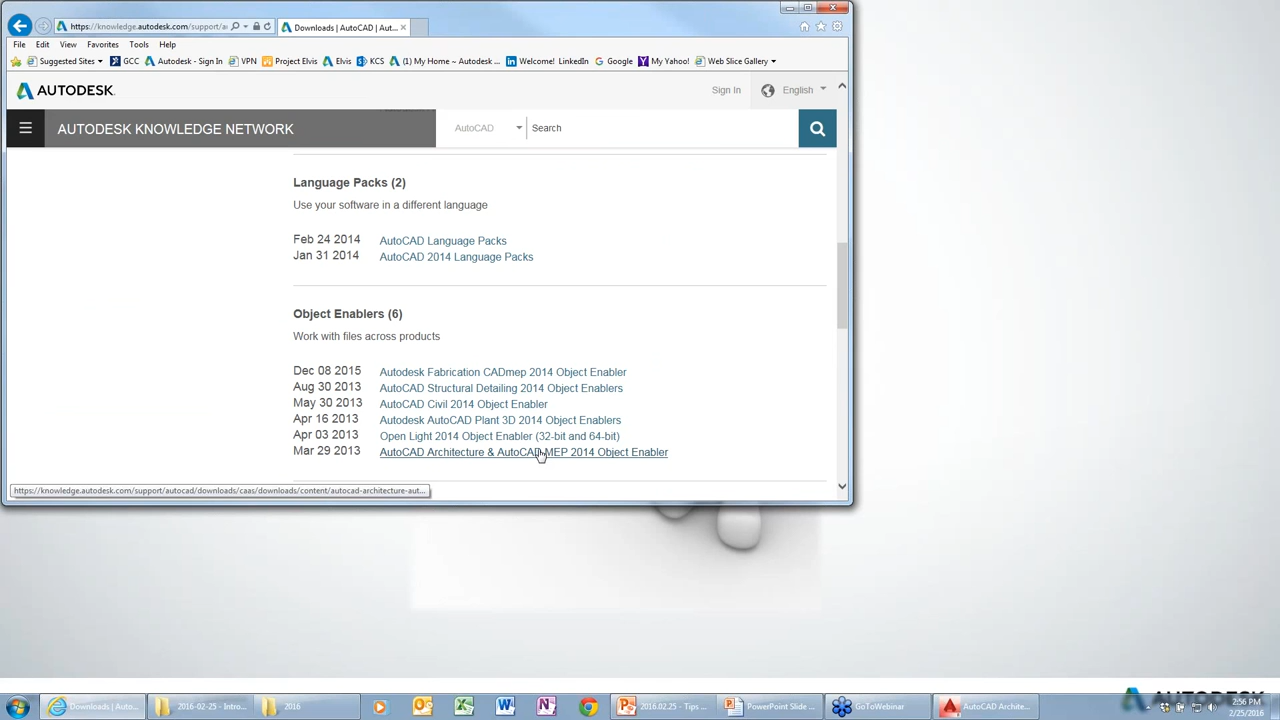 https://knowledge.autodesk.com/support/a
Downloads | AutoCAD | Aut...
File Edit View Favorites Tools Help
Suggested Sites GCC Autodesk - Sign In VPN Project Elvis Elvis KCS (1) My Home ~ Autodesk ... Welcome! LinkedIn Google My Yahoo! Web Slice Gallery
AUTODESK.
Sign In English
AUTODESK KNOWLEDGE NETWORK
AutoCAD Search
Language Packs (2)
Use your software in a different language
Feb 24 2014 AutoCAD Language Packs
Jan 31 2014 AutoCAD 2014 Language Packs
Object Enablers (6)
Work with files across products
Dec 08 2015 Autodesk Fabrication CADmep 2014 Object Enabler
Aug 30 2013 AutoCAD Structural Detailing 2014 Object Enablers
May 30 2013 AutoCAD Civil 2014 Object Enabler
Apr 16 2013 Autodesk AutoCAD Plant 3D 2014 Object Enablers
Apr 03 2013 Open Light 2014 Object Enabler (32-bit and 64-bit)
Mar 29 2013 AutoCAD Architecture & AutoCAD MEP 2014 Object Enabler
https://knowledge.autodesk.com/support/autocad/downloads/caas/downloads/content/autocad-architecture-aut...
AUTODESK
Downloads | Auto... 2016-02-25 - Intro... 2016 2016.02.25 - Tips ... PowerPoint Slide ... GoToWebinar AutoCAD Archite...
2:56 PM
2/25/2016